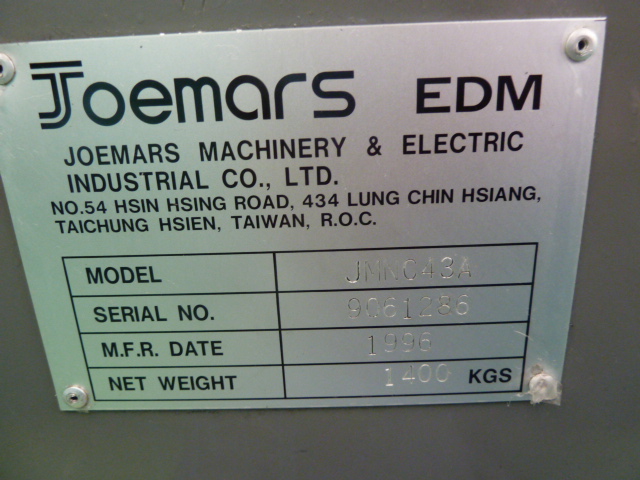 Joemars EDM
JOEMARS MACHINERY & ELECTRIC
INDUSTRIAL CO., LTD.
NO.54 HSIN HSING ROAD, 434 LUNG CHIN HSIANG,
TAICHUNG HSIEN, TAIWAN, R.O.C.
MODEL JMKC43A
SERIAL NO. 9061286
M.F.R. DATE 1996
NET WEIGHT 1400 KGS